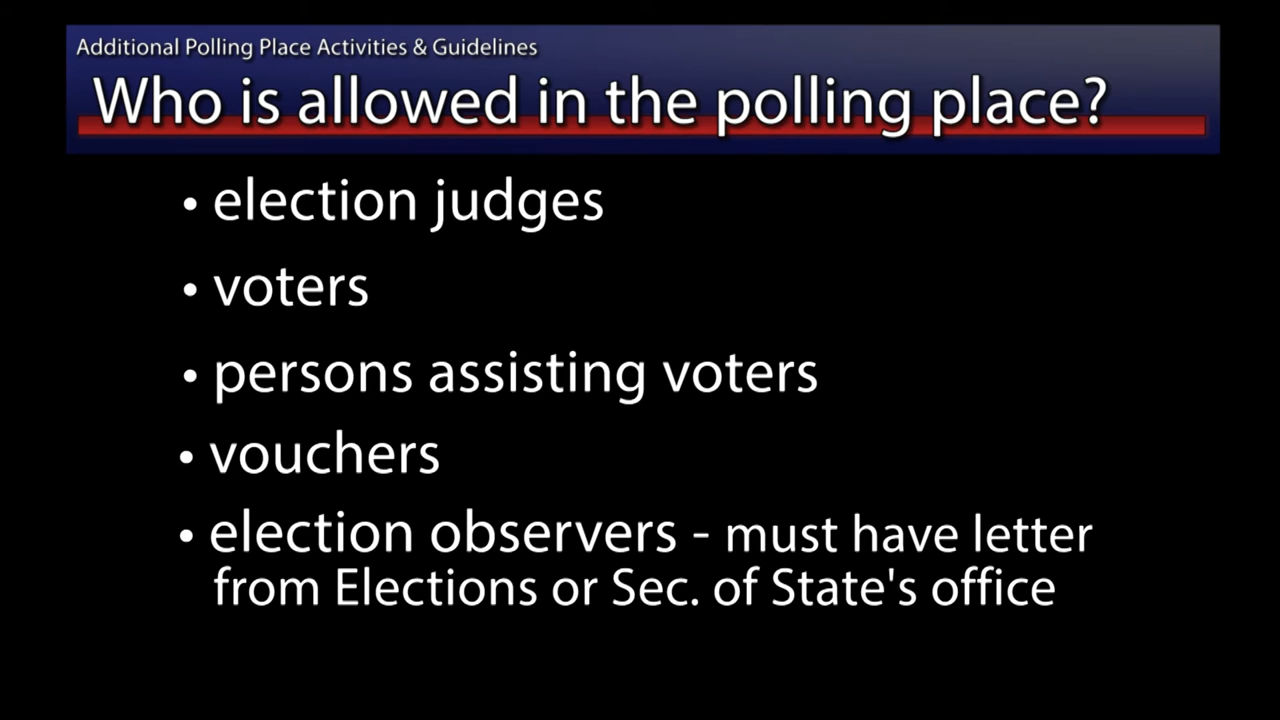 Additional Polling Place Activities & Guidelines
Who is allowed in the polling place?
• election judges
• voters
• persons assisting voters
• vouchers
• election observers - must have letter
from Elections or Sec. of State's office